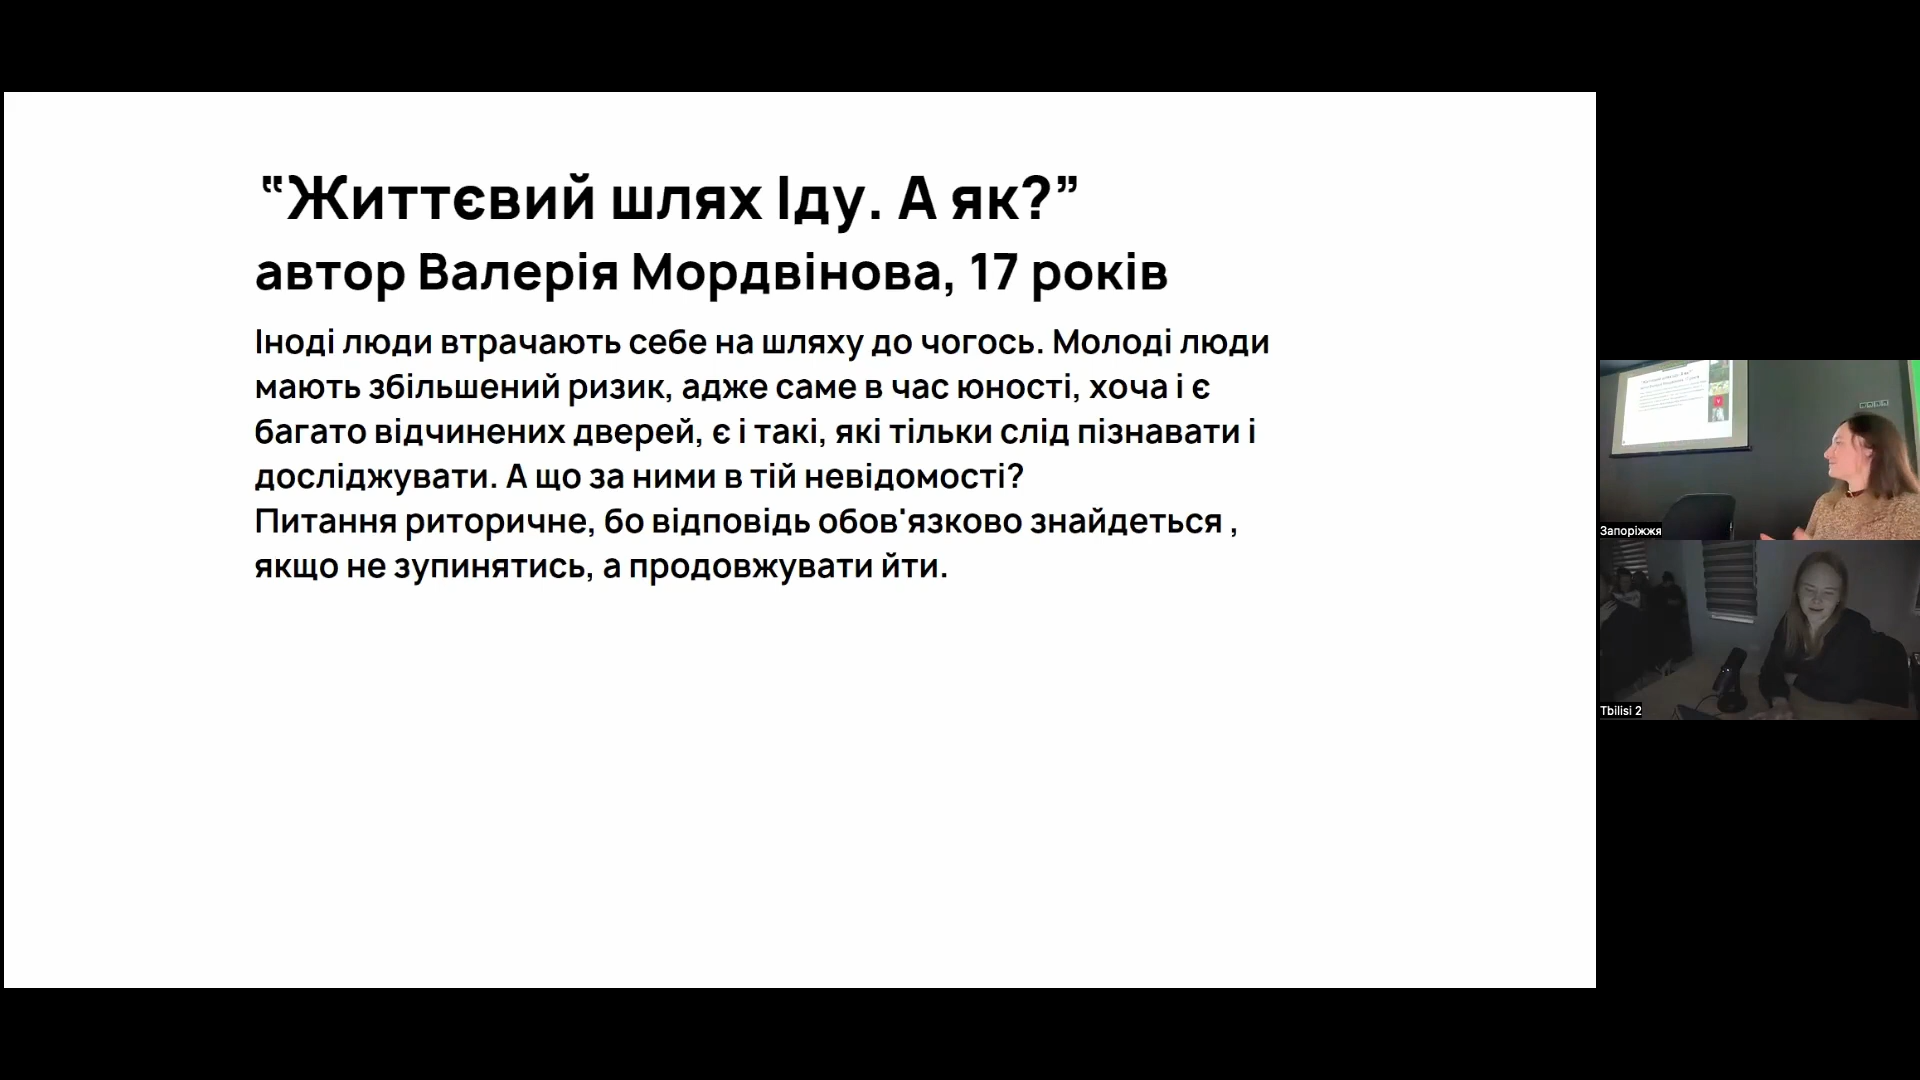 “Життєвий шлях Іду. А як?”
автор Валерія Мордвінова, 17 років
Іноді люди втрачають себе на шляху до чогось. Молоді люди
мають збільшений ризик, адже саме в час юності, хоча і є
багато відчинених дверей, є і такі, які тільки слід пізнавати і
досліджувати. А що за ними в тій невідомості?
Питання риторичне, бо відповідь обов'язково знайдеться ,
якщо не зупинятись, а продовжувати йти.
Запоріжжя
Tbilisi 2